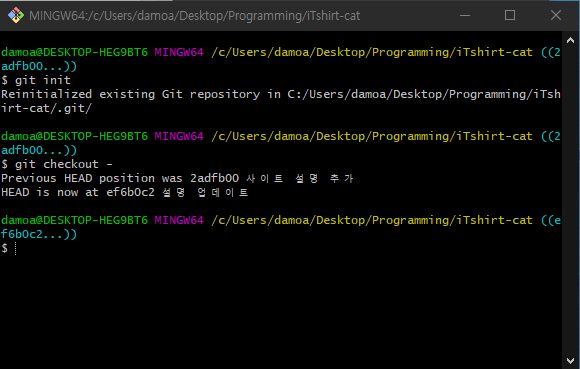 MINGW64:/c/Users/damoa/Desktop/Programming/iTshirt-cat
damoa@DESKTOP-HEG9BT6 MINGW64 /c/Users/damoa/Desktop/Programming/iTshirt-cat ((2
adfb00...))
$ git init
Reinitialized existing Git repository in C:/Users/damoa/Desktop/Programming/iTsh
irt-cat/.git/
damoa@DESKTOP-HEG9BT6 MINGW64 /c/Users/damoa/Desktop/Programming/iTshirt-cat ((2
adfb00...))
$ git checkout -
Previous HEAD position was 2adfb00 사이트 설명 추가
HEAD is now at ef6b0c2 설명 업데이트
damoa@DESKTOP-HEG9BT6 MINGW64 /c/Users/damoa/Desktop/Programming/iTshirt-cat ((e
f6b0c2...))
$